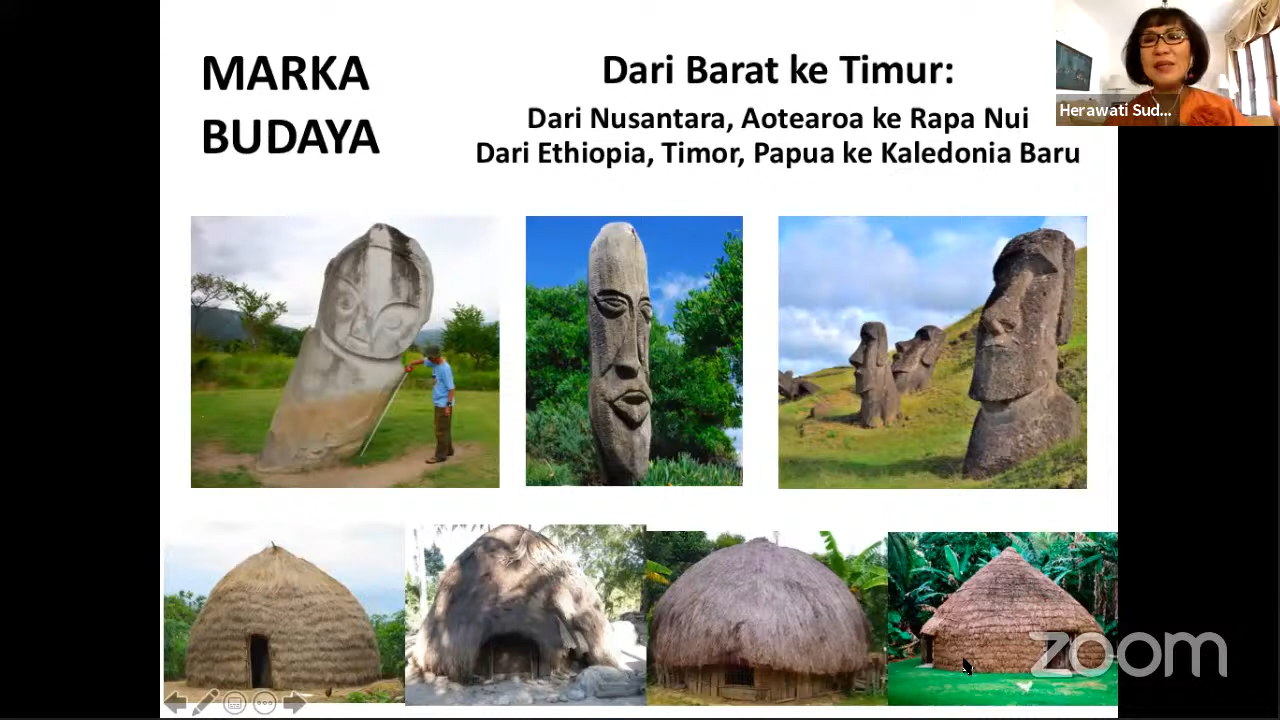 MARKA
BUDAYA
Dari Barat ke Timur:
Dari Nusantara, Aotearoa ke Rapa Nui
Dari Ethiopia, Timor, Papua ke Kaledonia Baru
Herawati Sud...
zoom